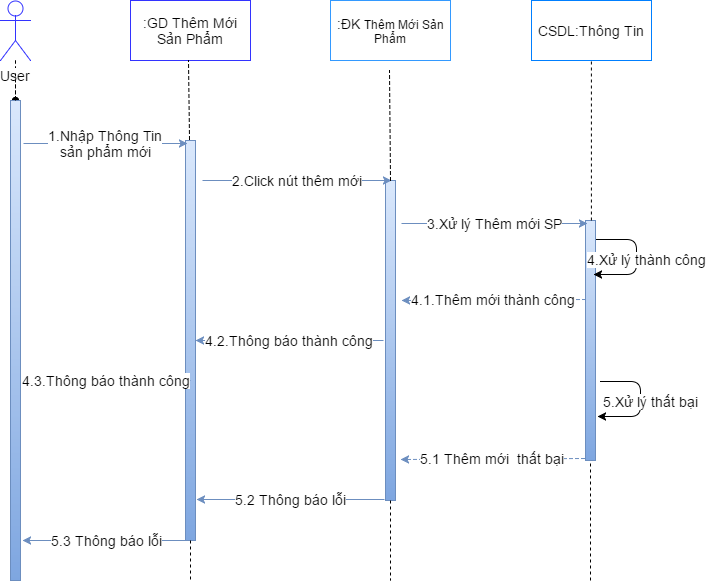 :GD Thêm Mới
Sản Phẩm
:ĐK Thêm Mới Sản
Phẩm
CSDL:Thông Tin
User
1.Nhập Thông Tin
sản phẩm mới
2.Click nút thêm mới
3.Xử lý Thêm mới SP
4.Xử lý thành công
4.1.Thêm mới thành công
4.2.Thông báo thành công
4.3.Thông báo thành công
5.Xử lý thất bại
5.1 Thêm mới  thất bại
5.2 Thông báo lỗi
5.3 Thông báo lỗi